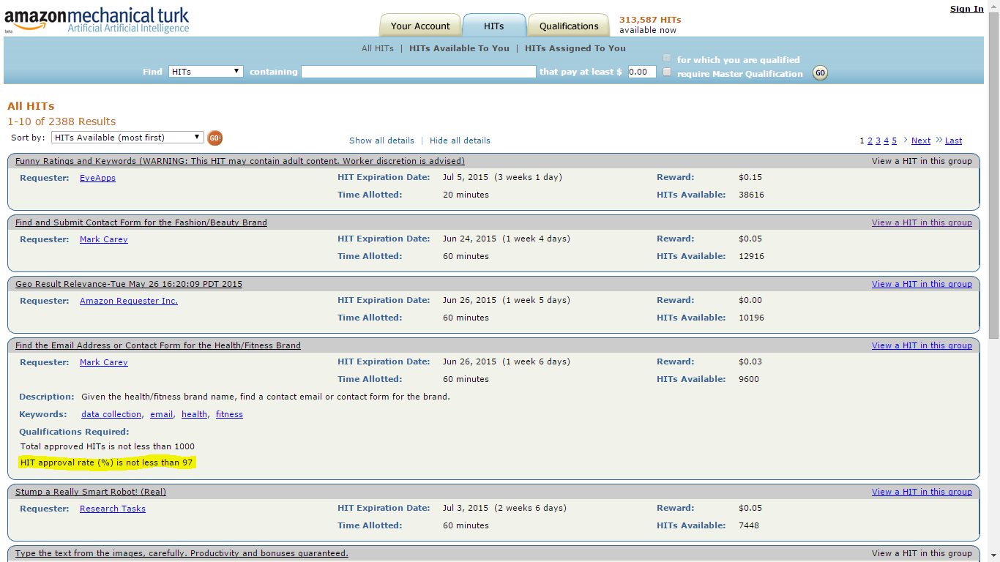 Sign In
amazonmechanical turk
beta
Artificial Artificial Intelligence
Your Account
HITs
Qualifications
313,587 HITs
available now
All HITs | HITs Available To You | HITs Assigned To You
for which you are qualified
Find HITs containing that pay at least $ 0.00 require Master Qualification GO
All HITs
1-10 of 2388 Results
Sort by: HITs Available (most first) GO! Show all details | Hide all details 1 2 3 4 5 › Next » Last
Funny Ratings and Keywords (WARNING: This HIT may contain adult content. Worker discretion is advised) View a HIT in this group
Requester: EyeApps HIT Expiration Date: Jul 5, 2015 (3 weeks 1 day) Reward: $0.15
Time Allotted: 20 minutes HITs Available: 38616
Find and Submit Contact Form for the Fashion/Beauty Brand View a HIT in this group
Requester: Mark Carey HIT Expiration Date: Jun 24, 2015 (1 week 4 days) Reward: $0.05
Time Allotted: 60 minutes HITs Available: 12916
Geo Result Relevance-Tue May 26 16:20:09 PDT 2015 View a HIT in this group
Requester: Amazon Requester Inc. HIT Expiration Date: Jun 26, 2015 (1 week 5 days) Reward: $0.00
Time Allotted: 60 minutes HITs Available: 10196
Find the Email Address or Contact Form for the Health/Fitness Brand View a HIT in this group
Requester: Mark Carey HIT Expiration Date: Jun 26, 2015 (1 week 6 days) Reward: $0.03
Time Allotted: 60 minutes HITs Available: 9600
Description: Given the health/fitness brand name, find a contact email or contact form for the brand.
Keywords: data collection, email, health, fitness
Qualifications Required:
Total approved HITs is not less than 1000
HIT approval rate (%) is not less than 97
Stump a Really Smart Robot! (Real) View a HIT in this group
Requester: Research Tasks HIT Expiration Date: Jul 3, 2015 (2 weeks 6 days) Reward: $0.05
Time Allotted: 60 minutes HITs Available: 7448
Type the text from the images, carefully. Productivity and bonuses guaranteed. View a HIT in this group